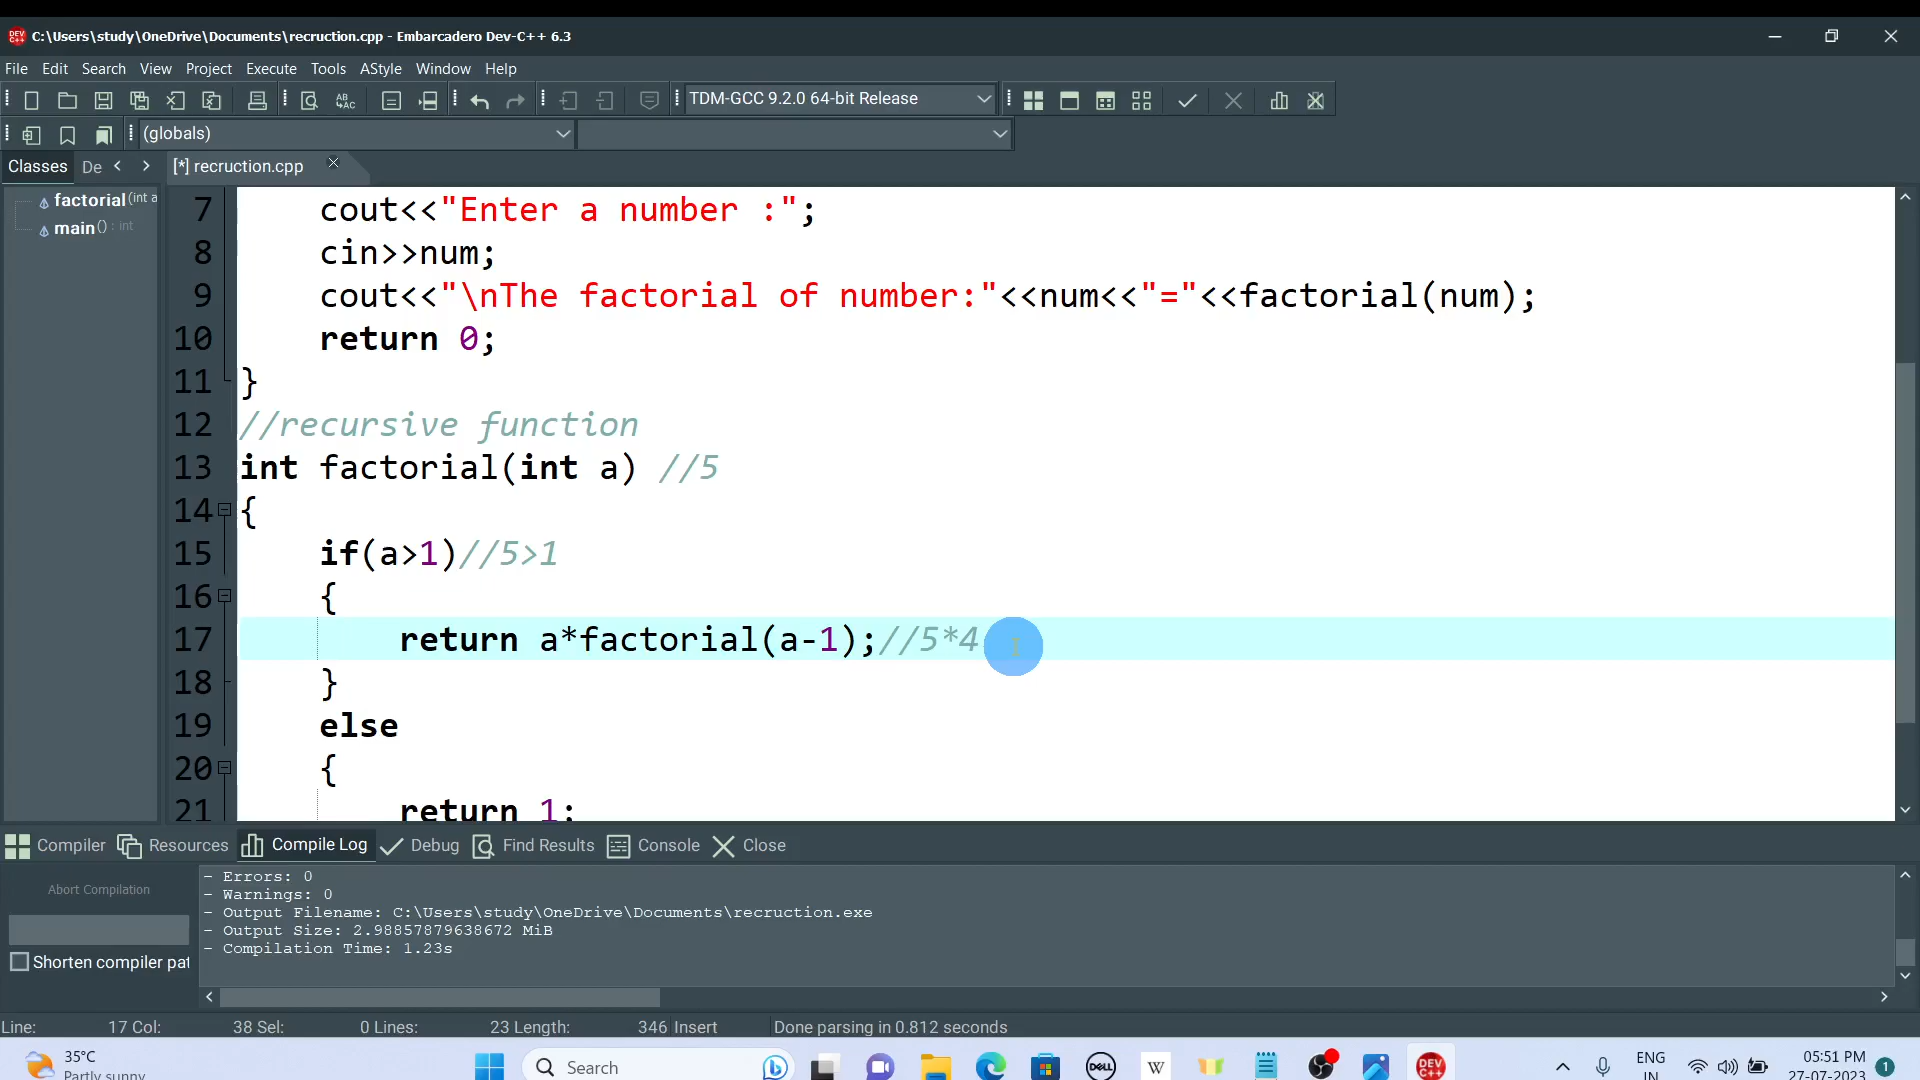 C:\Users\study\OneDrive\Documents\recruction.cpp - Embarcadero Dev-C++ 6.3
File Edit Search View Project Execute Tools AStyle Window Help
TDM-GCC 9.2.0 64-bit Release
(globals)
Classes De [*] recruction.cpp
factorial (int a
main () : int
7 cout<<"Enter a number :";
8 cin>>num;
9 cout<<"\nThe factorial of number:"<<num<<"="<<factorial(num);
10 return 0;
11 }
12 //recursive function
13 int factorial(int a) //5
14 {
15 if(a>1)//5>1
16 {
17 return a*factorial(a-1);//5*4
18 }
19 else
20 {
21 return 1;
Compiler Resources Compile Log Debug Find Results Console Close
Abort Compilation
Shorten compiler pat
- Errors: 0
- Warnings: 0
- Output Filename: C:\Users\study\OneDrive\Documents\recruction.exe
- Output Size: 2.98857879638672 MiB
- Compilation Time: 1.23s
Line: 17 Col: 38 Sel: 0 Lines: 23 Length: 346 Insert Done parsing in 0.812 seconds
35°C
Partly sunny
Search
DELL
W
DEV C++
ENG
IN
05:51 PM
27-07-2023
1